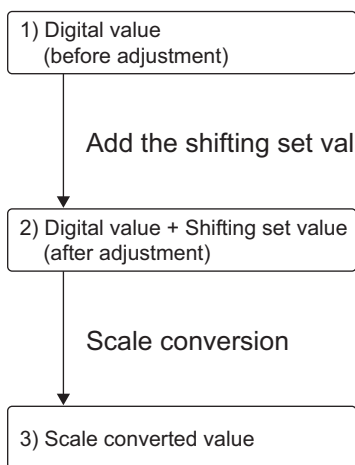 1) Digital value
(before adjustment)
Add the shifting set val
2) Digital value + Shifting set value
(after adjustment)
Scale conversion
3) Scale converted value